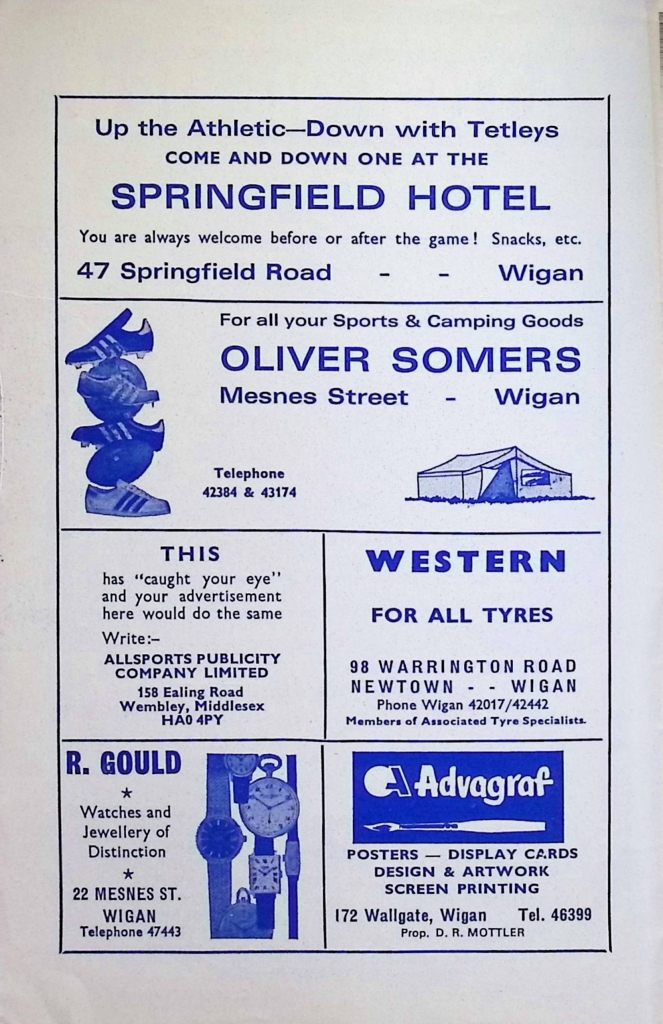 Up the Athletic—Down with Tetleys
COME AND DOWN ONE AT THE
SPRINGFIELD HOTEL
You are always welcome before or after the game! Snacks, etc.
47 Springfield Road - - Wigan
For all your Sports & Camping Goods
OLIVER SOMERS
Mesnes Street - Wigan
Telephone
42384 & 43174
THIS
has "caught your eye"
and your advertisement
here would do the same
Write:–
ALLSPORTS PUBLICITY
COMPANY LIMITED
158 Ealing Road
Wembley, Middlesex
HA0 4PY
WESTERN
FOR ALL TYRES
98 WARRINGTON ROAD
NEWTOWN - - WIGAN
Phone Wigan 42017/42442
Members of Associated Tyre Specialists.
R. GOULD
★
Watches and
Jewellery of
Distinction
★
22 MESNES ST.
WIGAN
Telephone 47443
Advagraf
POSTERS — DISPLAY CARDS
DESIGN & ARTWORK
SCREEN PRINTING
172 Wallgate, Wigan Tel. 46399
Prop. D. R. MOTTLER